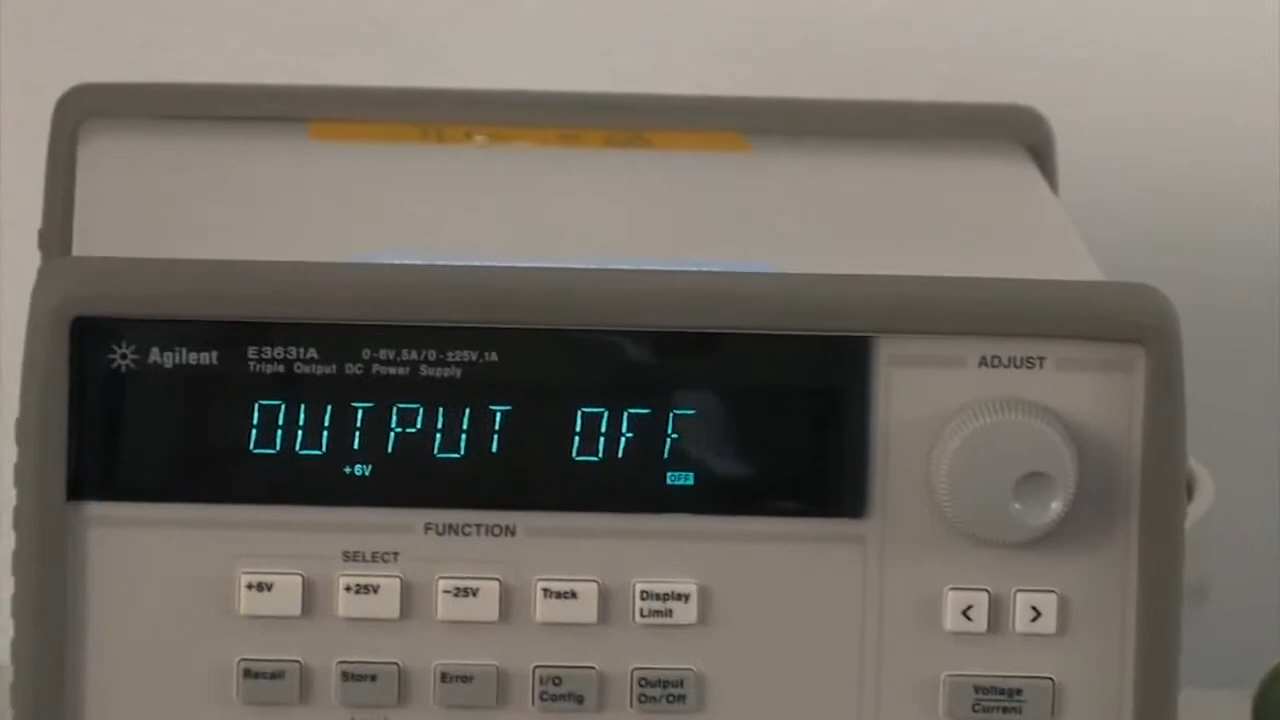 Agilent
E3631A
0-6V,5A/0-±25V,1A
Triple Output DC Power Supply
OUTPUT OFF
+6V
OFF
ADJUST
FUNCTION
SELECT
+6V
+25V
-25V
Track
Display
Limit
<
>
Recall
Store
Error
I/O
Config
Output
On/Off
Voltage
Current